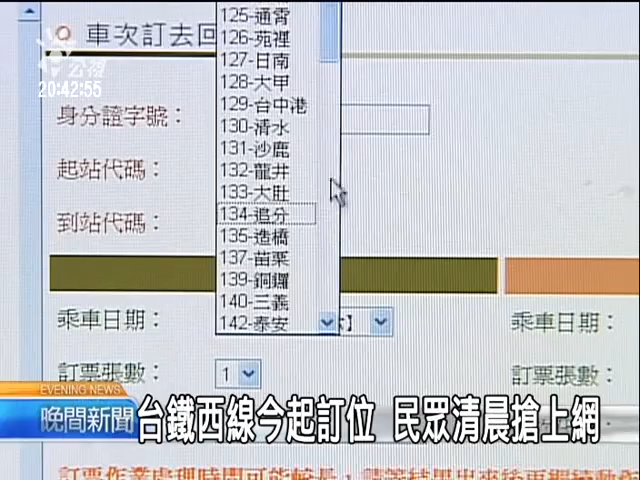 125-通霄
車次訂去回
126-苑裡
127-日南
公視
128-大甲
20:42:55
129-台中港
身分證字號：
130-清水
131-沙鹿
起站代碼：
132-龍井
133-大肚
134-追分
到站代碼：
135-造橋
137-苗栗
139-銅鑼
140-三義
142-泰安
乘車日期：
乘車日期：
訂票張數：
1
訂票張數：
EVENING NEWS
晚間新聞
台鐵西線今起訂位 民眾清晨搶上網